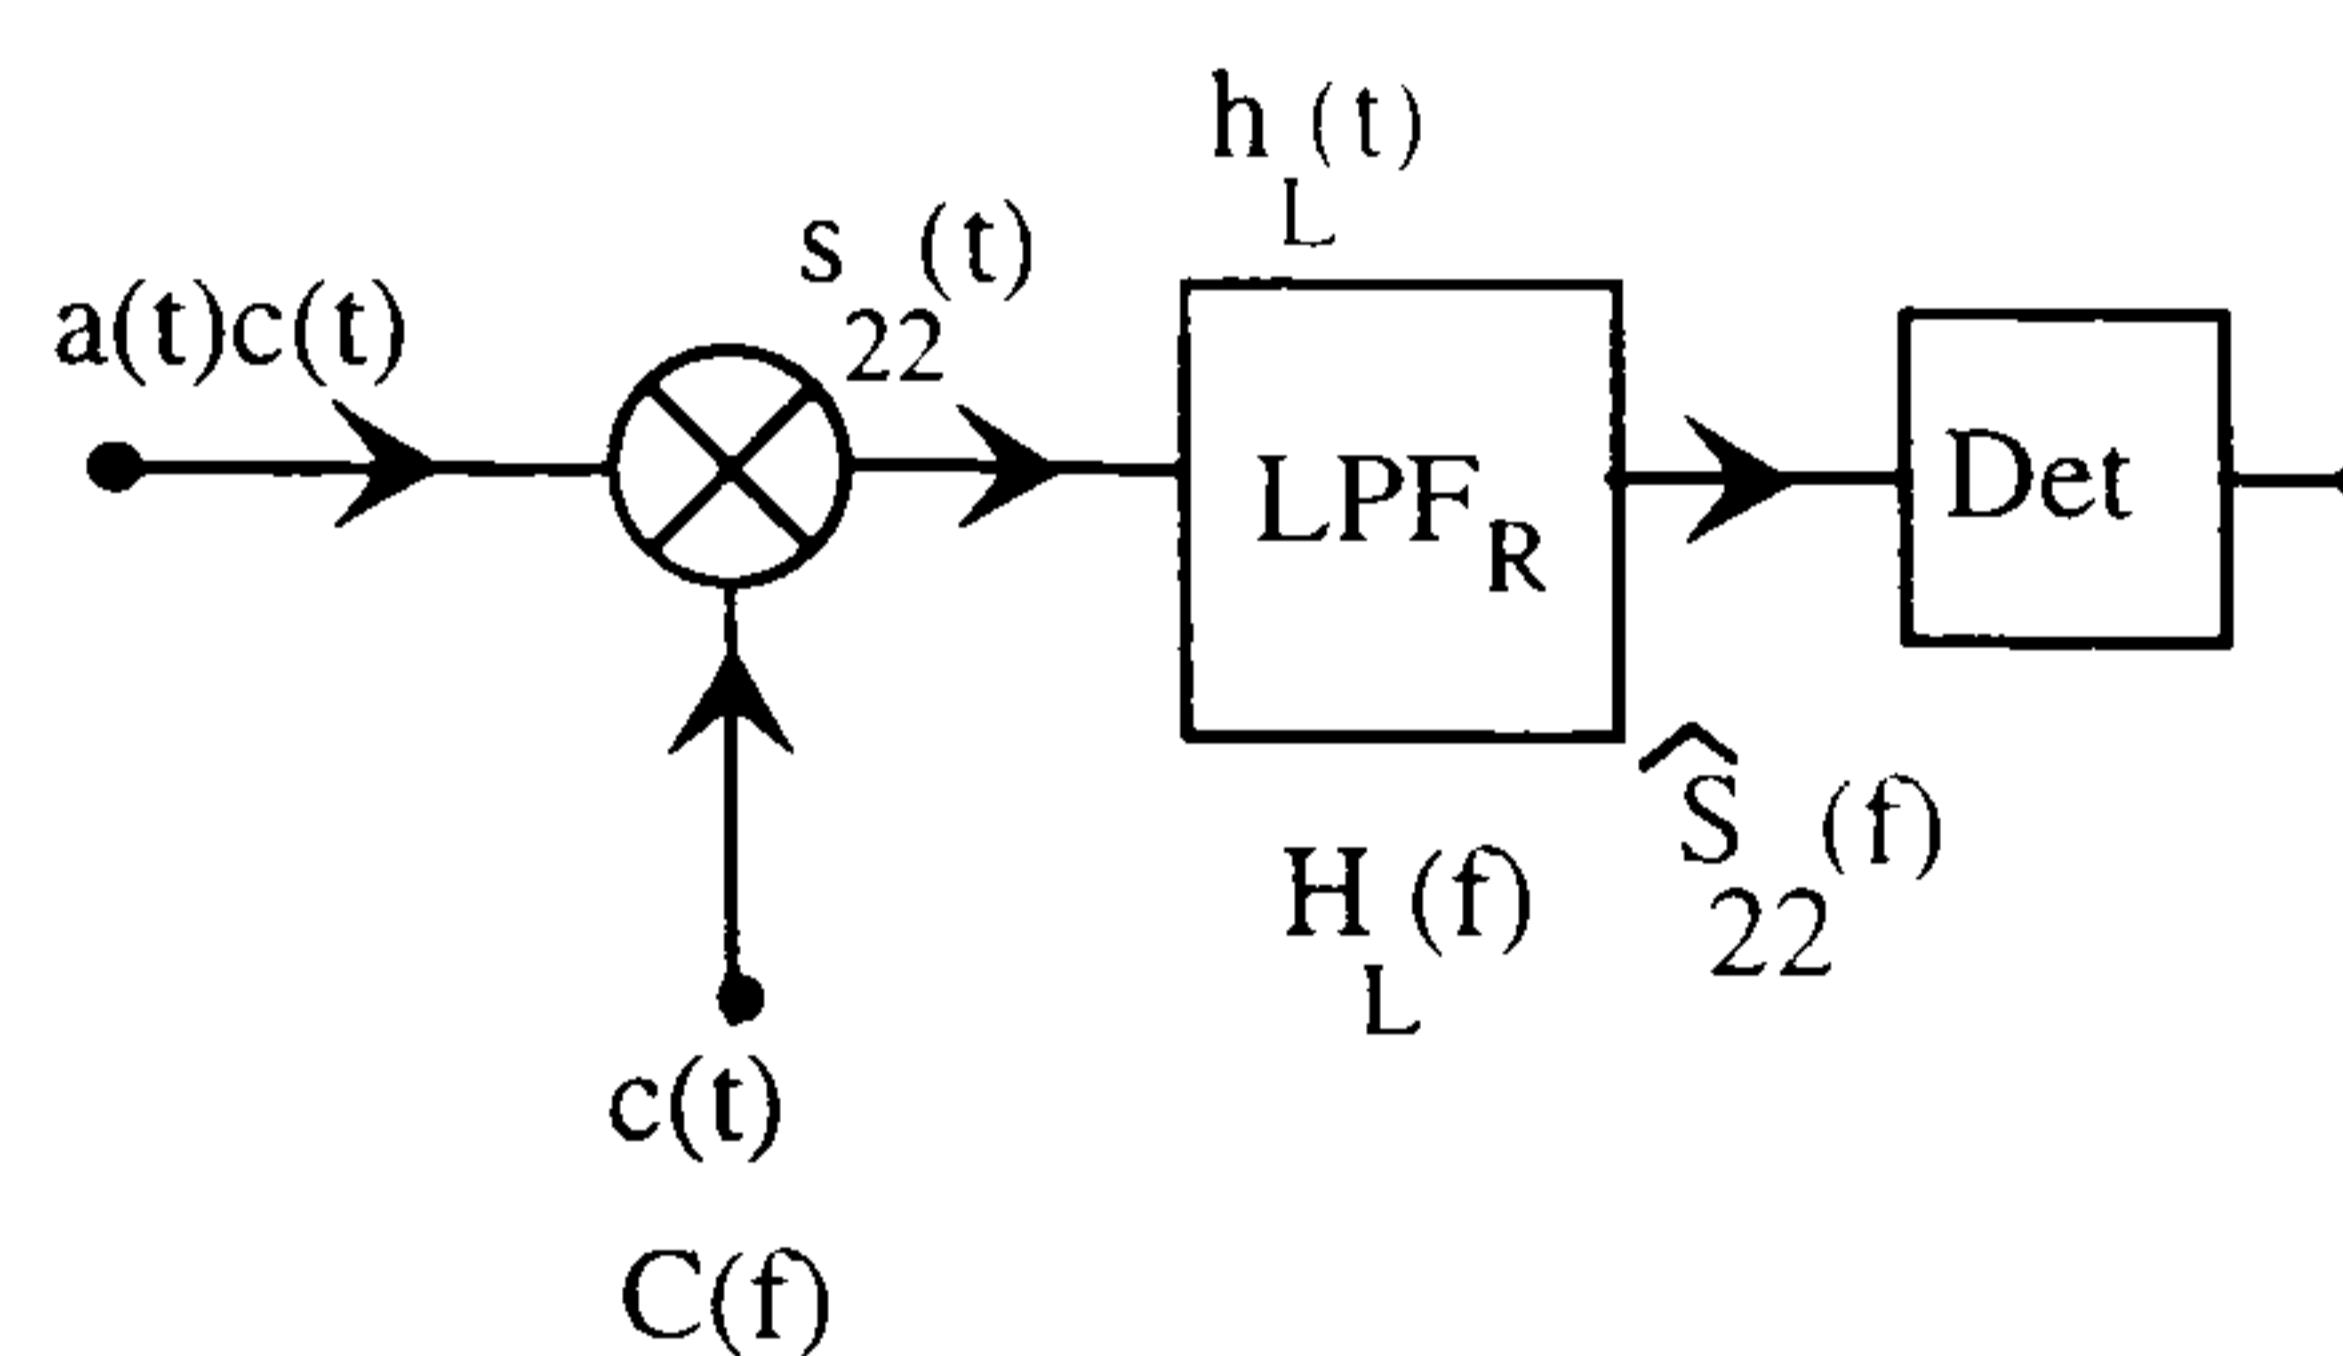 h_L(t)
s_22(t)
a(t)c(t)
LPF_R
Det
Ŝ_22(f)
H_L(f)
c(t)
C(f)